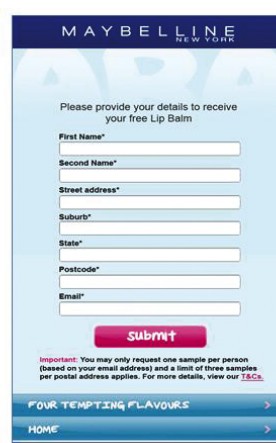 MAYBELLINE
NEW YORK
Please provide your details to receive
your free Lip Balm
First Name*
Second Name*
Street address*
Suburb*
State*
Postcode*
Email*
submit
Important: You may only request one sample per person
(based on your email address) and a limit of three samples
per postal address applies. For more details, view our T&Cs.
FOUR TEMPTING FLAVOURS
HOME